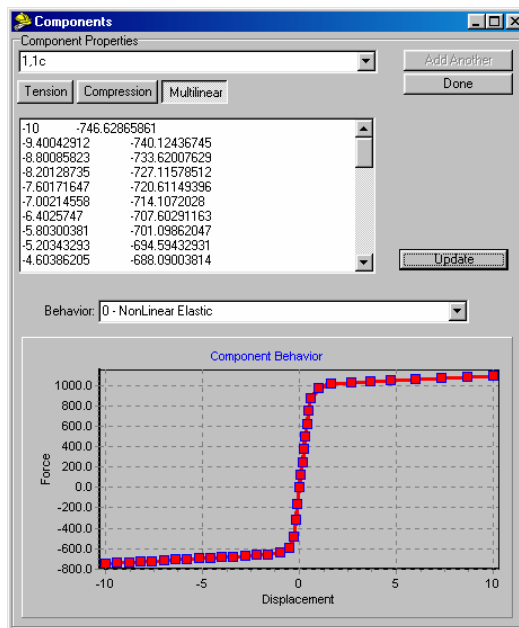 Components
Component Properties
1,1c
Add Another
Done
Tension Compression Multilinear
-10 -746.62865861
-9.40042912 -740.12436745
-8.80085823 -733.62007629
-8.20128735 -727.11578512
-7.60171647 -720.61149396
-7.00214558 -714.1072028
-6.4025747 -707.60291163
-5.80300381 -701.09862047
-5.20343293 -694.59432931
-4.60386205 -688.09003814
Update
Behavior: 0 - NonLinear Elastic
Component Behavior
1000.0
800.0
600.0
400.0
200.0
0.0
-200.0
-400.0
-600.0
-800.0
Force
-10 -5 0 5 10
Displacement